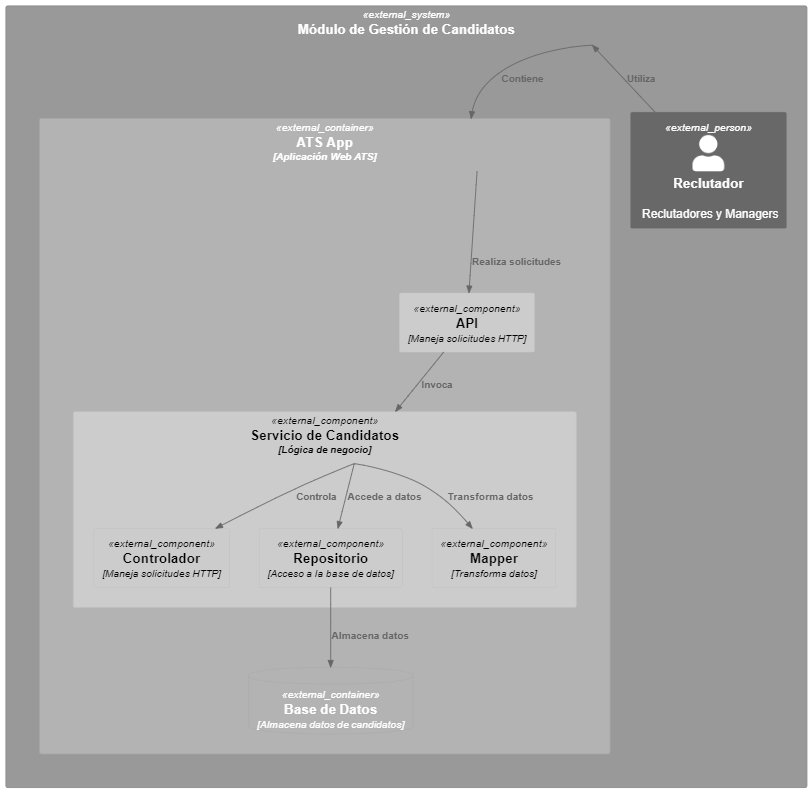 «external_system»
Módulo de Gestión de Candidatos
Contiene
Utiliza
«external_container»
ATS App
[Aplicación Web ATS]
«external_person»
Reclutador
Reclutadores y Managers
Realiza solicitudes
«external_component»
API
[Maneja solicitudes HTTP]
Invoca
«external_component»
Servicio de Candidatos
[Lógica de negocio]
Controla
Accede a datos
Transforma datos
«external_component»
Controlador
[Maneja solicitudes HTTP]
«external_component»
Repositorio
[Acceso a la base de datos]
«external_component»
Mapper
[Transforma datos]
Almacena datos
«external_container»
Base de Datos
[Almacena datos de candidatos]